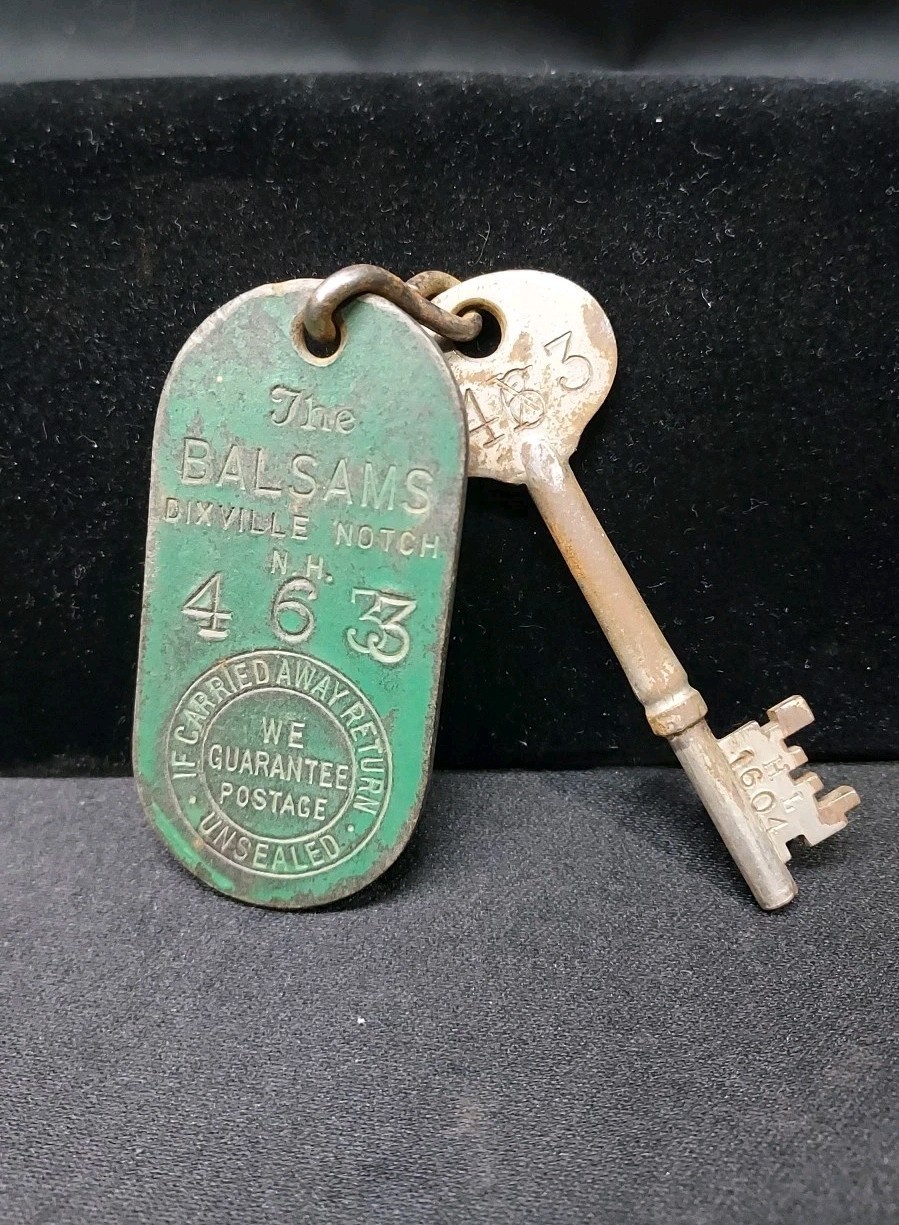 The
BALSAMS
DIXVILLE NOTCH
N.H.
463
IF CARRIED AWAY RETURN
UNSEALED
WE
GUARANTEE
POSTAGE
463
H L
1604